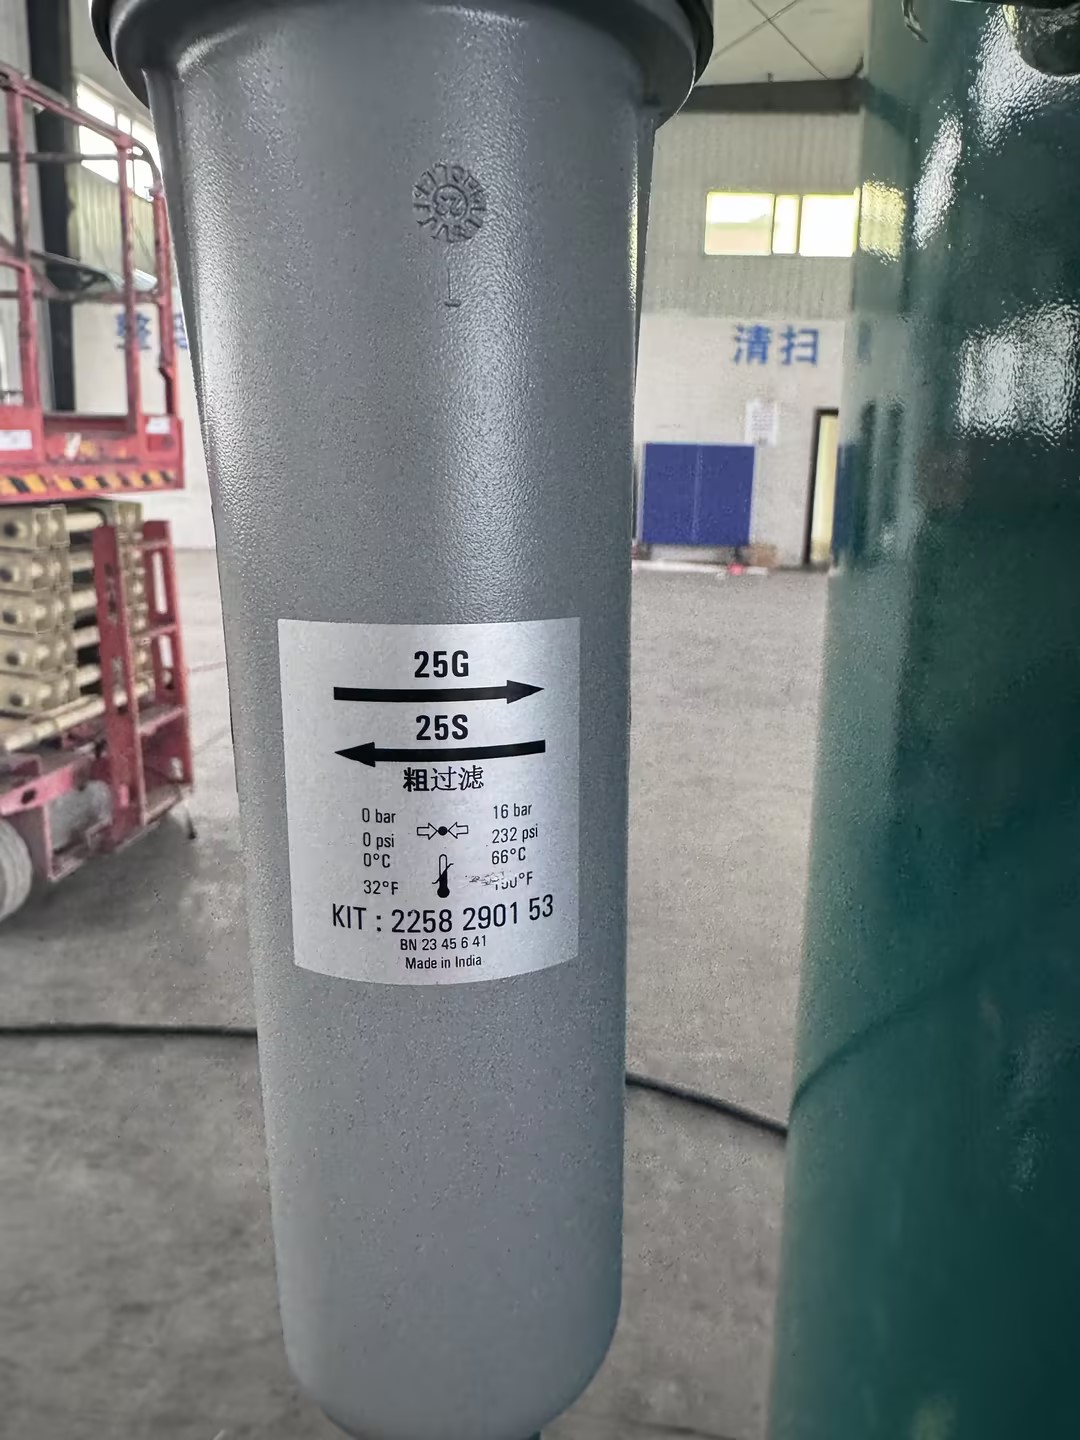 清扫
25G
25S
粗过滤
0 bar 16 bar
0 psi 232 psi
0°C 66°C
32°F
KIT : 2258 2901 53
BN 23 45 6 41
Made in India